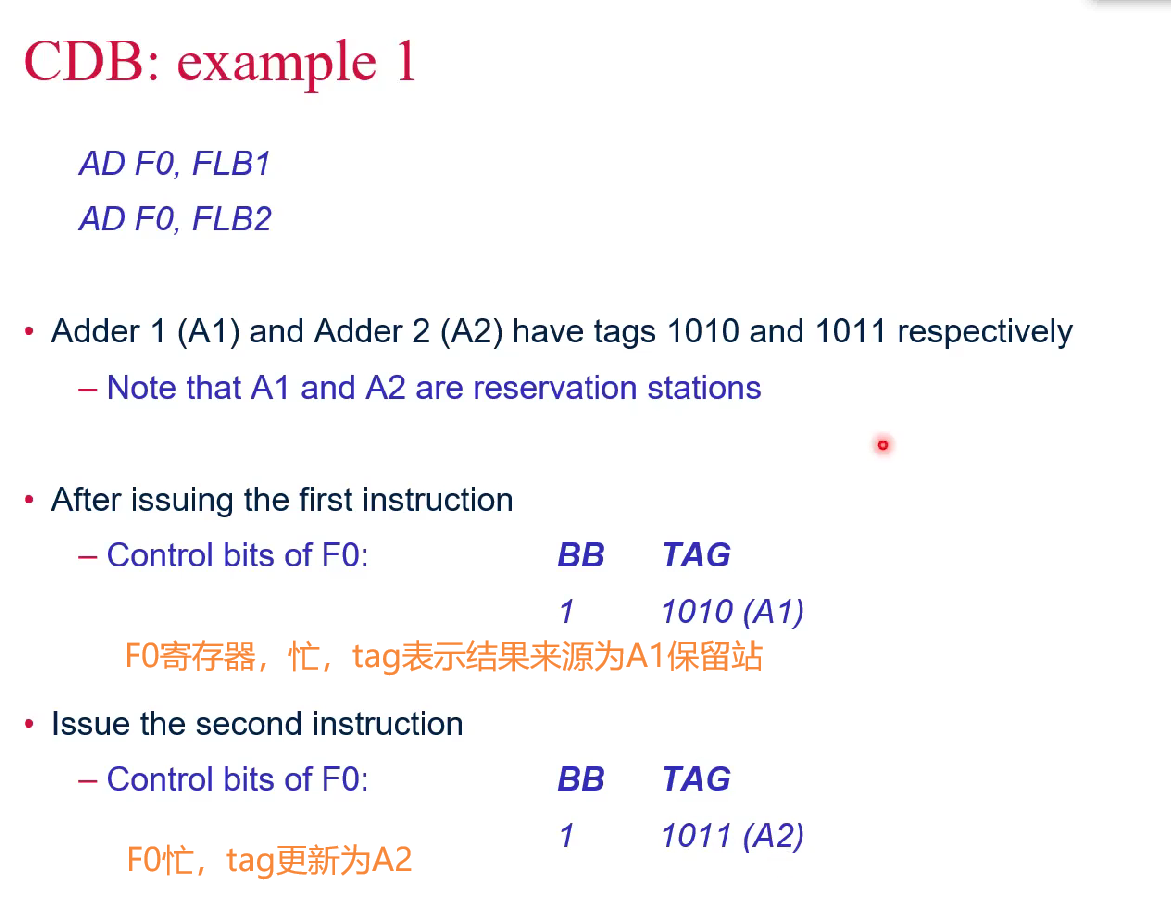 CDB: example 1
AD F0, FLB1
AD F0, FLB2
• Adder 1 (A1) and Adder 2 (A2) have tags 1010 and 1011 respectively
– Note that A1 and A2 are reservation stations
• After issuing the first instruction
– Control bits of F0: BB TAG
1 1010 (A1)
F0寄存器，忙，tag表示结果来源为A1保留站
• Issue the second instruction
– Control bits of F0: BB TAG
1 1011 (A2)
F0忙，tag更新为A2